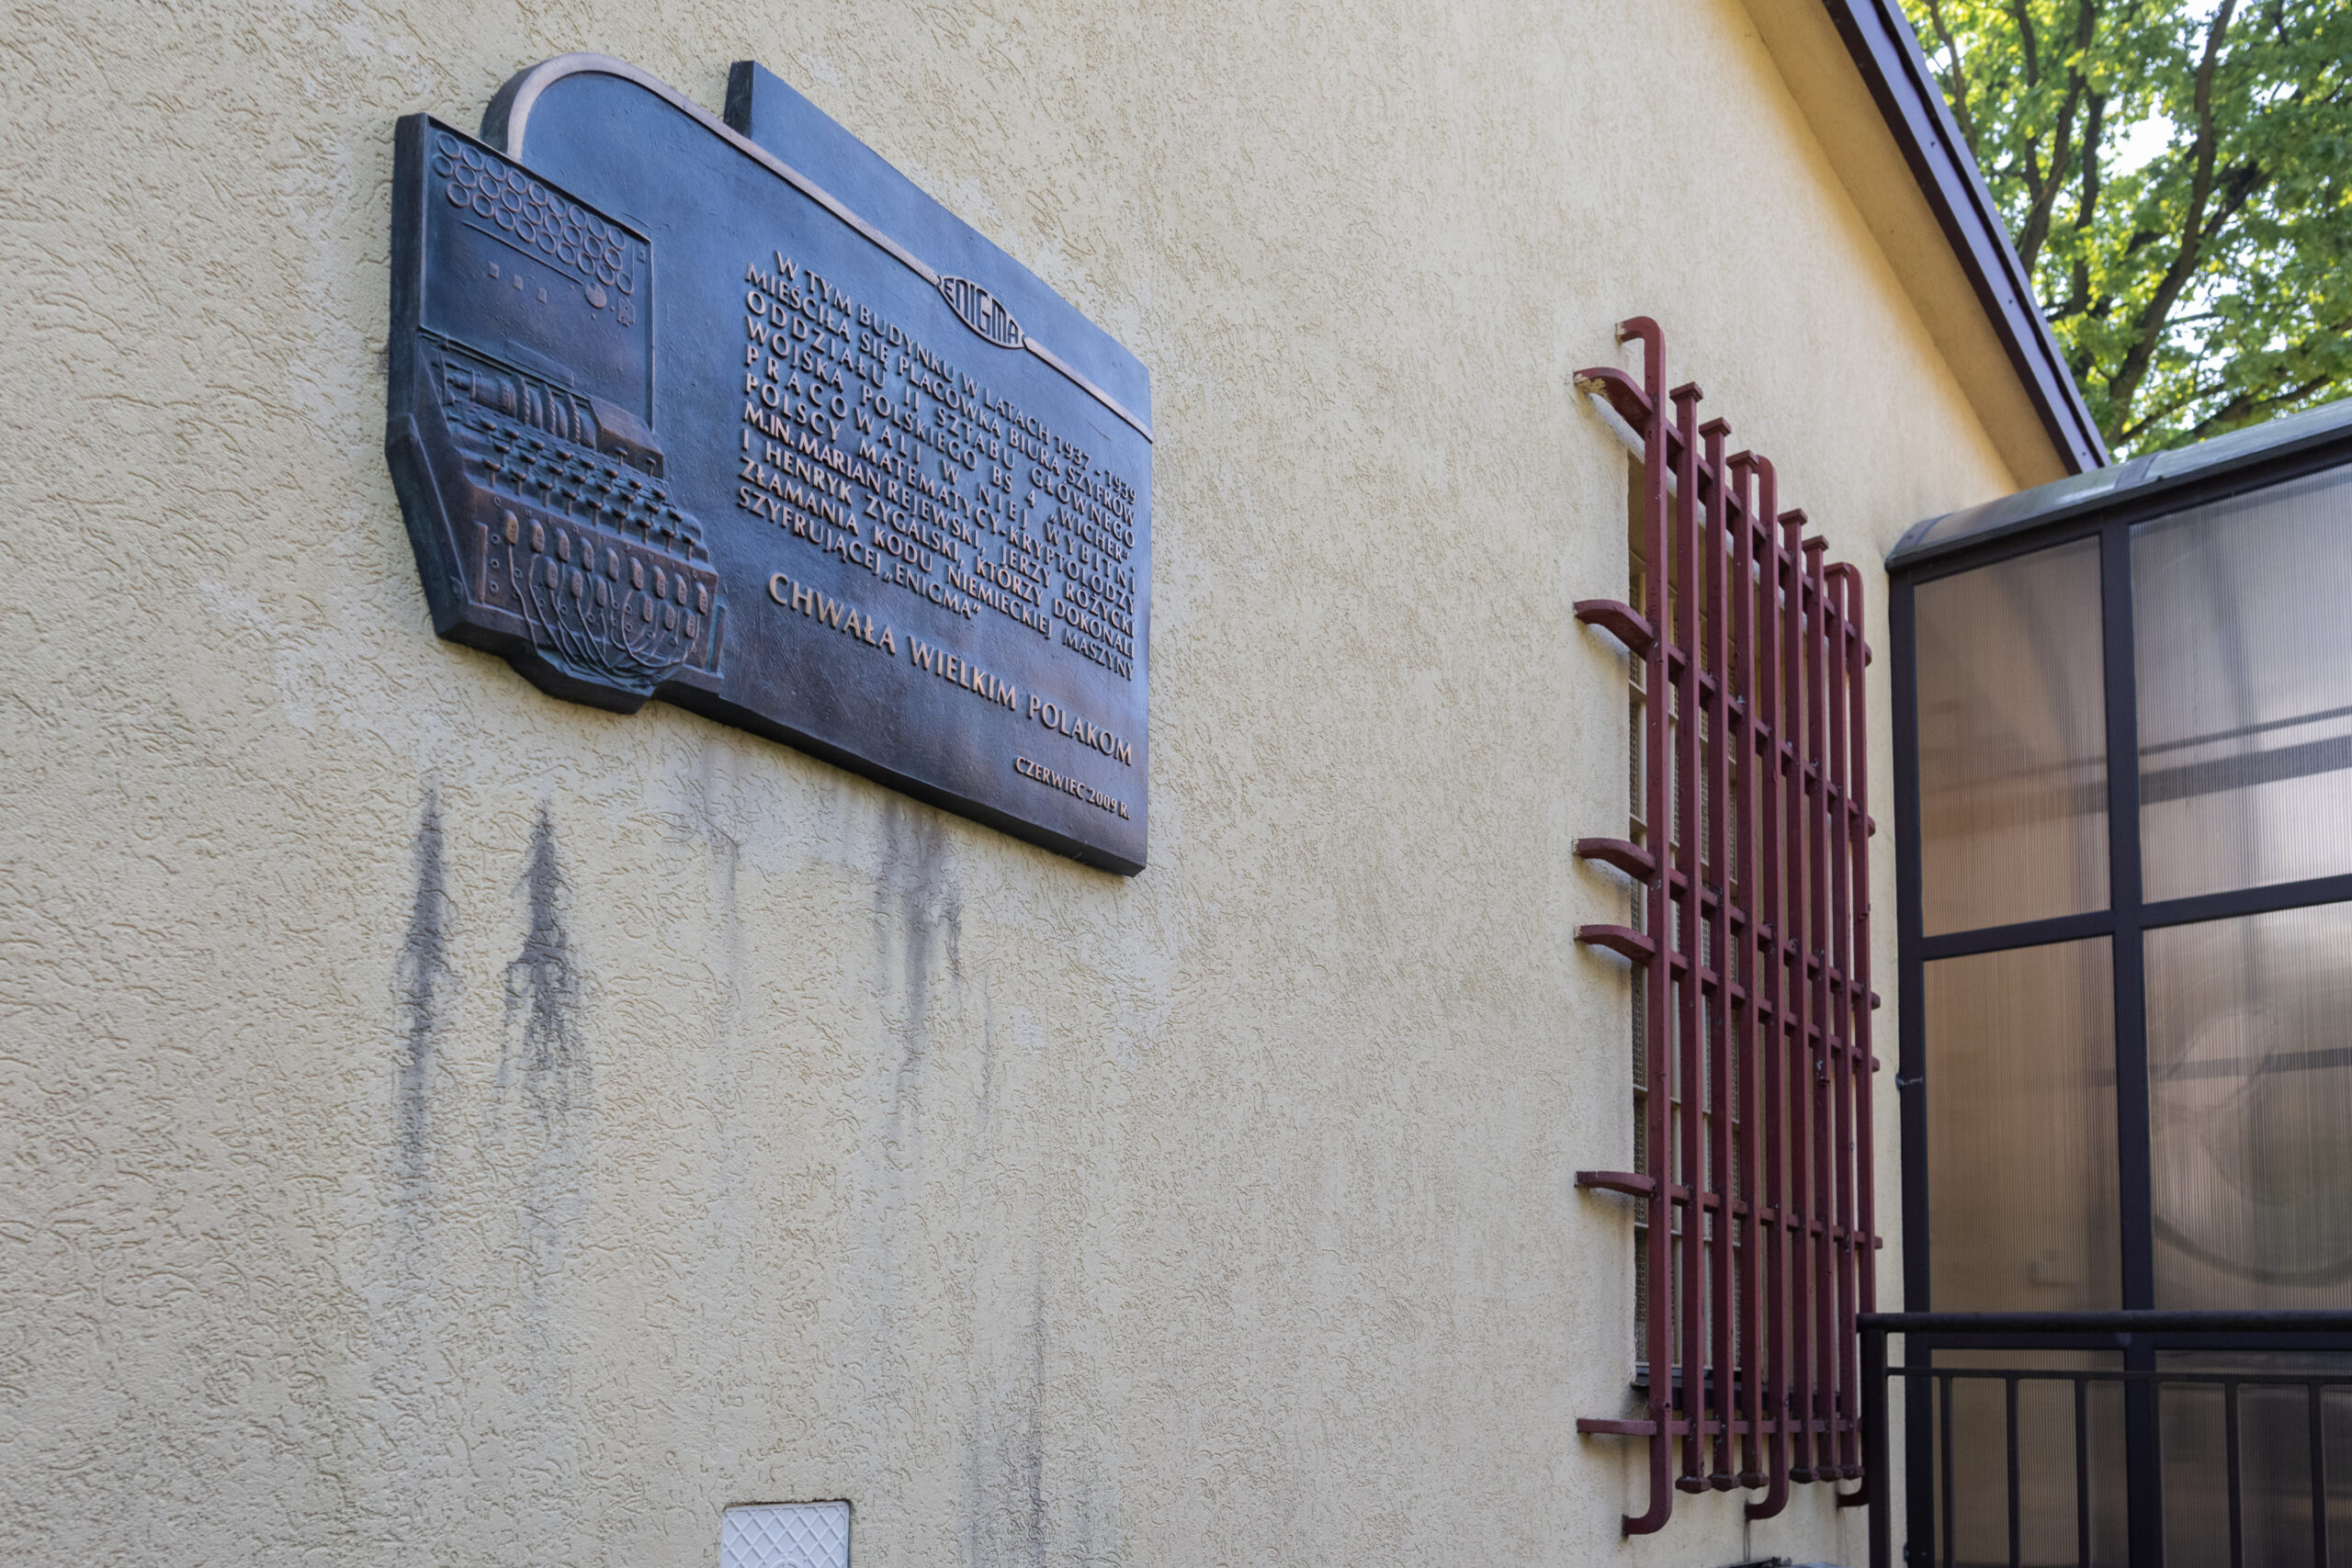 ENIGMA
W TYM BUDYNKU W LATACH 1937 - 1939
MIEŚCIŁA SIĘ PLACÓWKA BIURA SZYFRÓW
ODDZIAŁU II SZTABU GŁÓWNEGO
WOJSKA POLSKIEGO BS 4 „WICHER”.
PRACOWALI W NIEJ WYBITNI
POLSCY MATEMATYCY-KRYPTOLODZY
M.IN. MARIAN REJEWSKI, JERZY RÓŻYCKI
I HENRYK ZYGALSKI, KTÓRZY DOKONALI
ZŁAMANIA KODU NIEMIECKIEJ MASZYNY
SZYFRUJĄCEJ „ENIGMA”
CHWAŁA WIELKIM POLAKOM
CZERWIEC 2009 R.